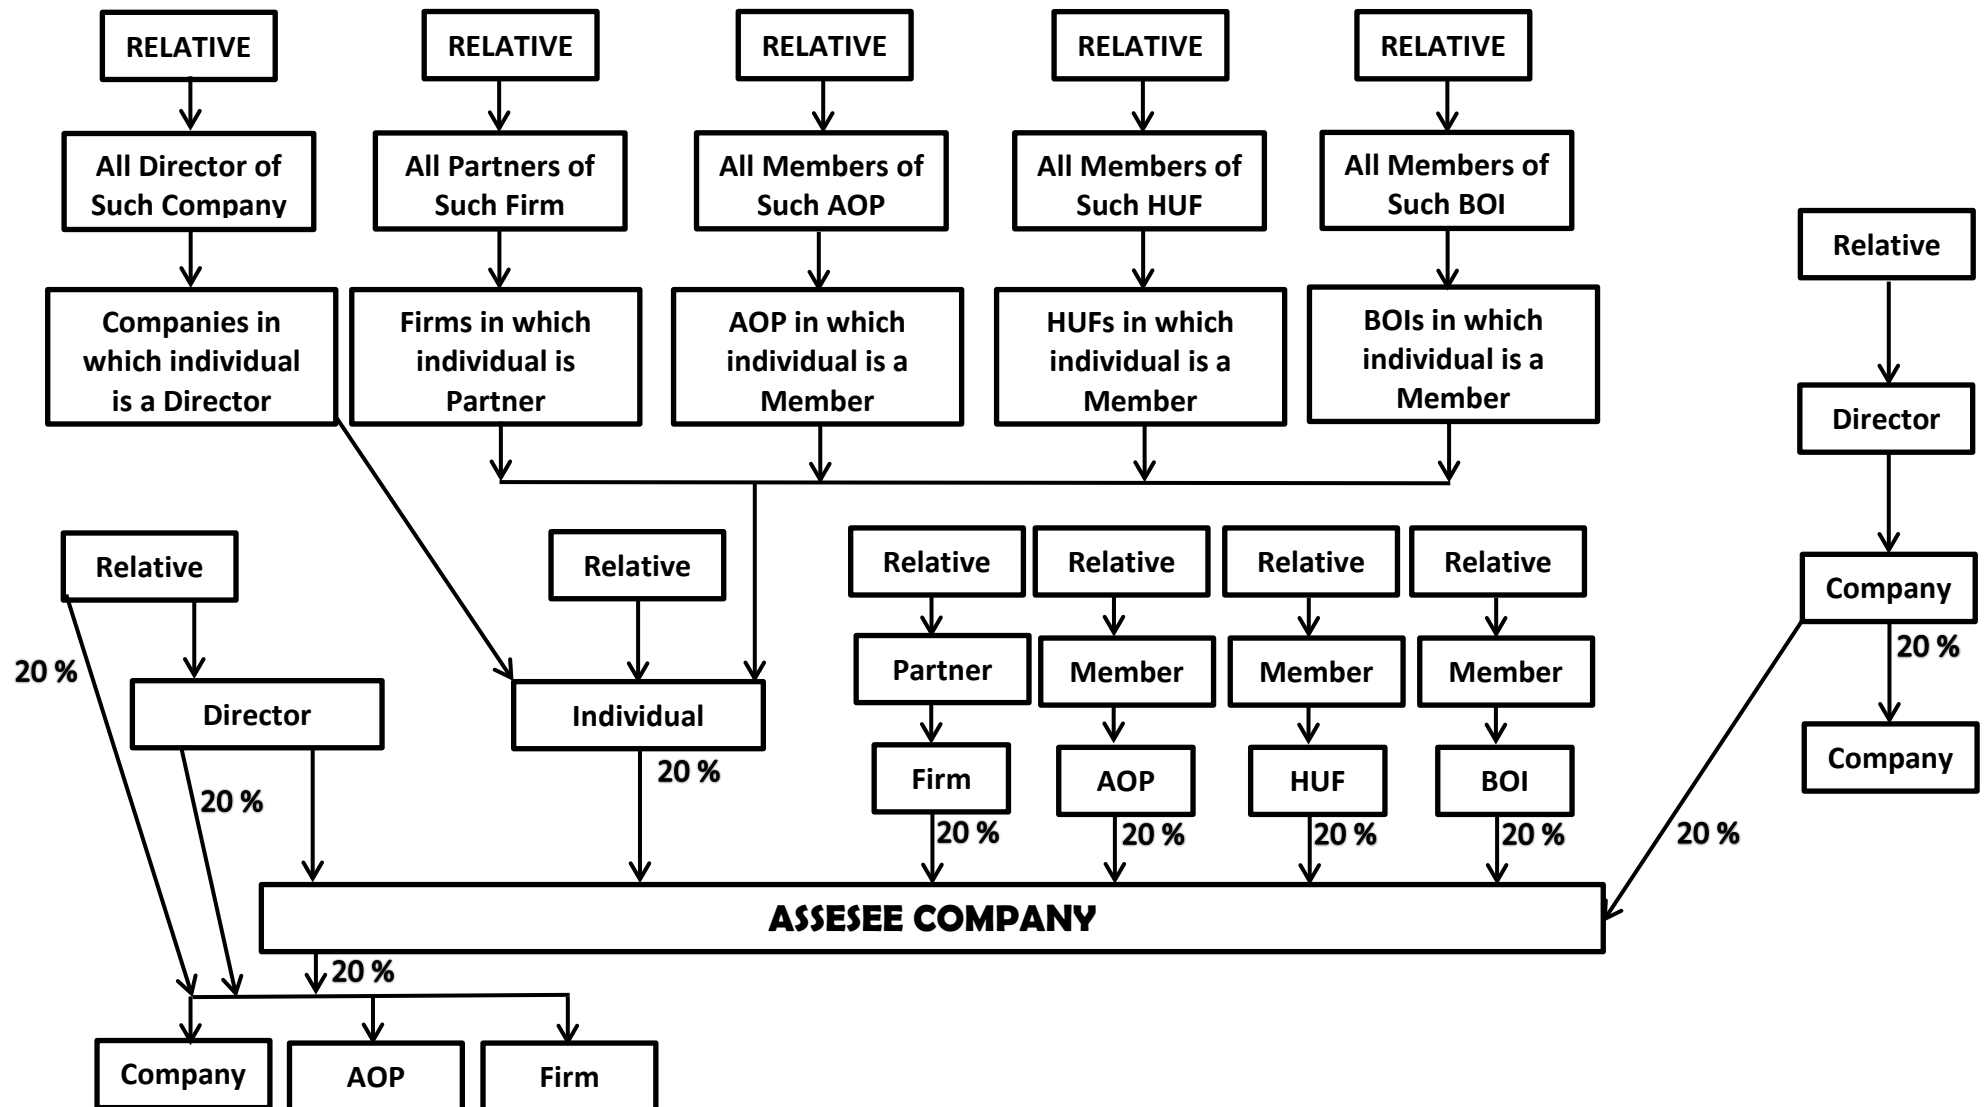 RELATIVE
RELATIVE
RELATIVE
RELATIVE
RELATIVE
All Director of
Such Company
All Partners of
Such Firm
All Members of
Such AOP
All Members of
Such HUF
All Members of
Such BOI
Relative
Companies in
which individual
is a Director
Firms in which
individual is
Partner
AOP in which
individual is a
Member
HUFs in which
individual is a
Member
BOIs in which
individual is a
Member
Director
Relative
Relative
Relative
Relative
Relative
Relative
Company
20 %
20 %
Partner
Member
Member
Member
Director
Individual
Company
20 %
20 %
Firm
AOP
HUF
BOI
20 %
20 %
20 %
20 %
20 %
ASSESEE COMPANY
20 %
Company
AOP
Firm